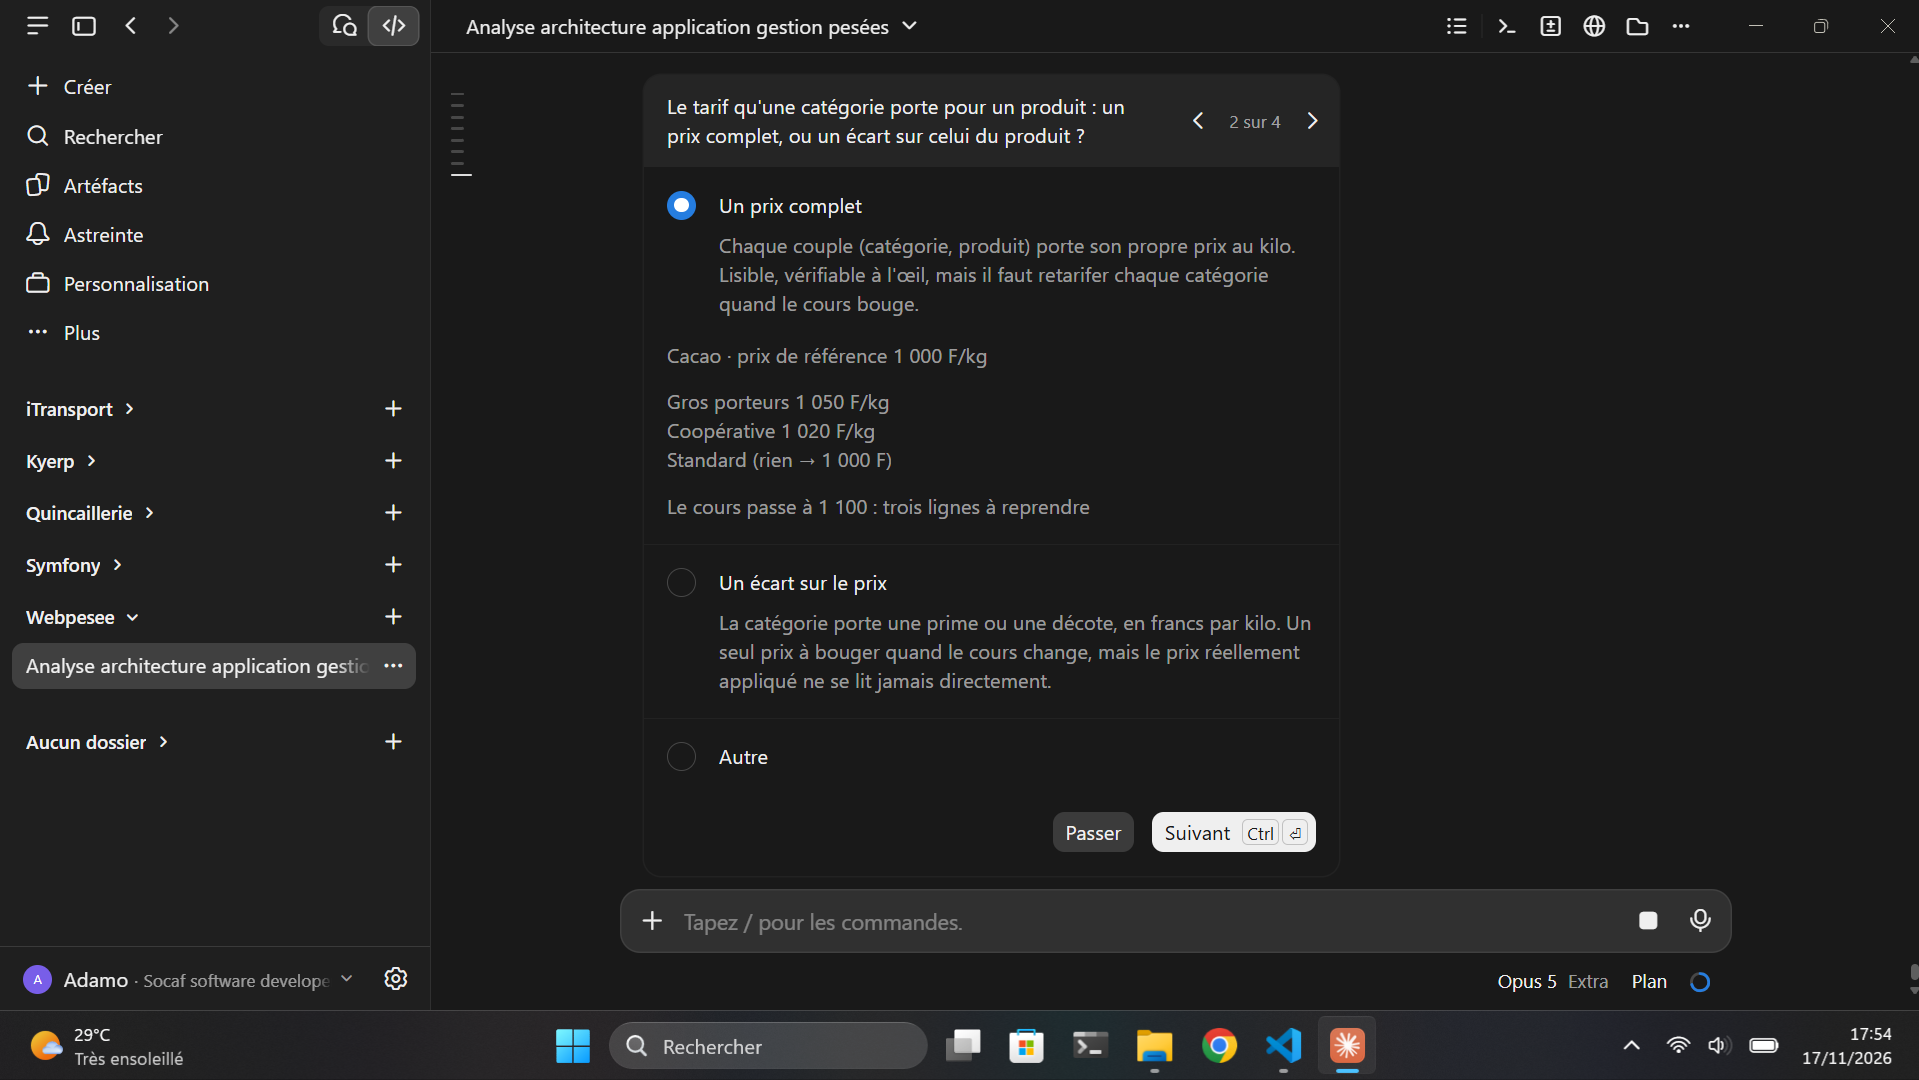 Analyse architecture application gestion pesées
Créer
Rechercher
Artéfacts
Astreinte
Personnalisation
Plus
iTransport
Kyerp
Quincaillerie
Symfony
Webpesee
Analyse architecture application gestio
Aucun dossier
A
Adamo · Socaf software develope
Le tarif qu'une catégorie porte pour un produit : un
prix complet, ou un écart sur celui du produit ?
2 sur 4
Un prix complet
Chaque couple (catégorie, produit) porte son propre prix au kilo.
Lisible, vérifiable à l'œil, mais il faut retarifer chaque catégorie
quand le cours bouge.
Cacao · prix de référence 1 000 F/kg
Gros porteurs 1 050 F/kg
Coopérative 1 020 F/kg
Standard (rien → 1 000 F)
Le cours passe à 1 100 : trois lignes à reprendre
Un écart sur le prix
La catégorie porte une prime ou une décote, en francs par kilo. Un
seul prix à bouger quand le cours change, mais le prix réellement
appliqué ne se lit jamais directement.
Autre
Passer
Suivant Ctrl ⏎
Tapez / pour les commandes.
Opus 5 Extra Plan
29°C
Très ensoleillé
Rechercher
17:54
17/11/2026